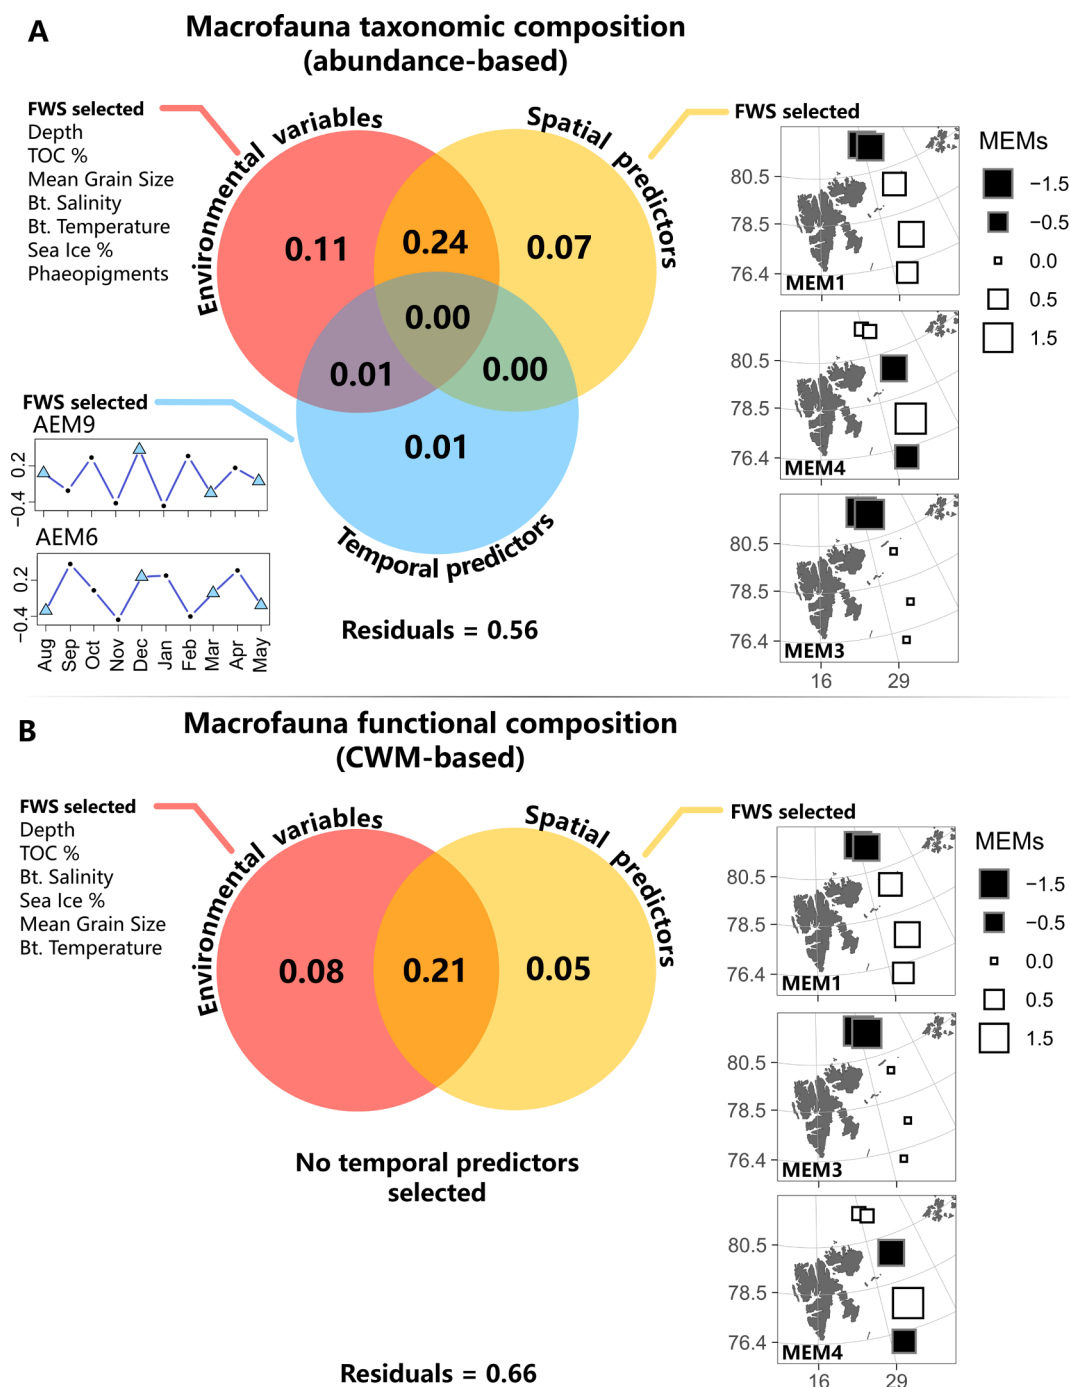 A
Macrofauna taxonomic composition
(abundance-based)
FWS selected
Depth
TOC %
Mean Grain Size
Bt. Salinity
Bt. Temperature
Sea Ice %
Phaeopigments
Environmental variables
Spatial predictors
Temporal predictors
0.11
0.24
0.07
0.00
0.01
0.00
0.01
FWS selected
AEM9
0.2
−0.4
AEM6
0.2
−0.4
Aug
Sep
Oct
Nov
Dec
Jan
Feb
Mar
Apr
May
Residuals = 0.56
FWS selected
80.5
78.5
76.4
MEM1
16
29
80.5
78.5
76.4
MEM4
80.5
78.5
76.4
MEM3
16
29
MEMs
−1.5
−0.5
0.0
0.5
1.5
B
Macrofauna functional composition
(CWM-based)
FWS selected
Depth
TOC %
Bt. Salinity
Sea Ice %
Mean Grain Size
Bt. Temperature
Environmental variables
Spatial predictors
0.08
0.21
0.05
No temporal predictors
selected
Residuals = 0.66
FWS selected
80.5
78.5
76.4
MEM1
80.5
78.5
76.4
MEM3
80.5
78.5
76.4
MEM4
16
29
MEMs
−1.5
−0.5
0.0
0.5
1.5